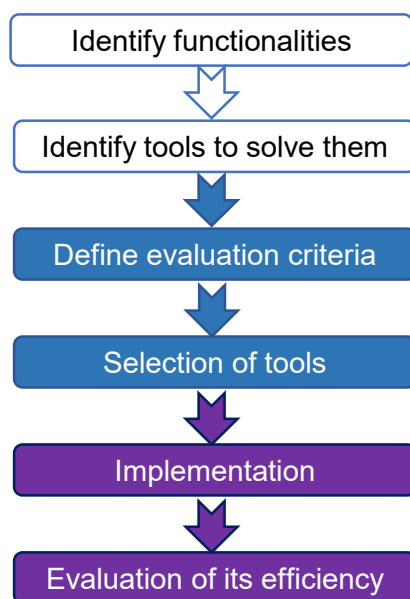 Identify functionalities
Identify tools to solve them
Define evaluation criteria
Selection of tools
Implementation
Evaluation of its efficiency